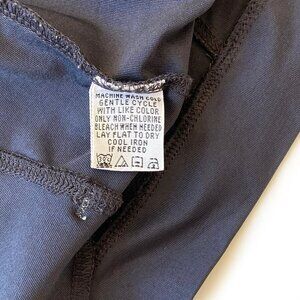 MACHINE WASH COLD
GENTLE CYCLE
WITH LIKE COLOR
ONLY NON-CHLORINE
BLEACH WHEN NEEDED
LAY FLAT TO DRY
COOL IRON
IF NEEDED